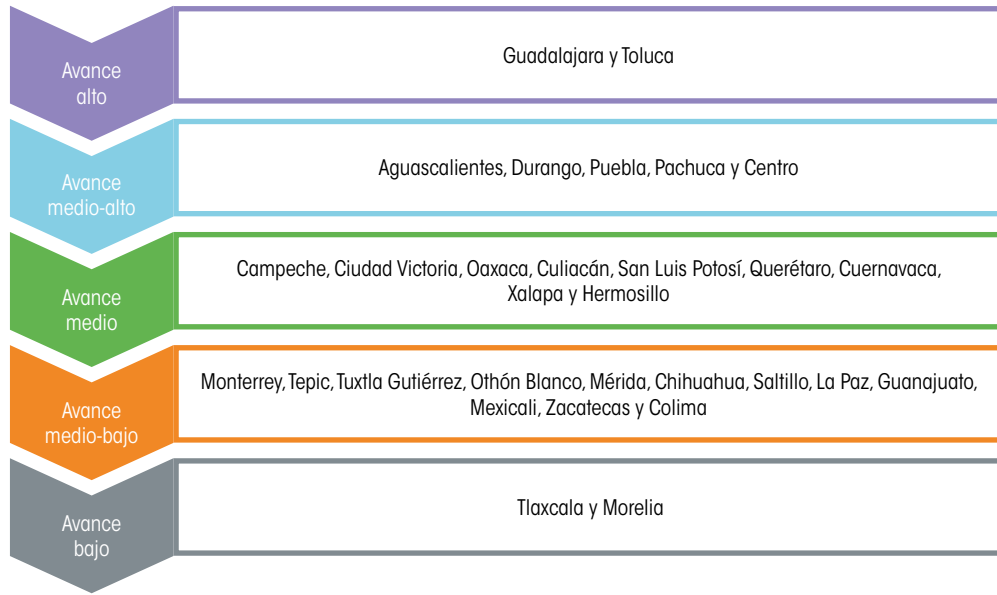 Avance
alto
Guadalajara y Toluca
Avance
medio-alto
Aguascalientes, Durango, Puebla, Pachuca y Centro
Avance
medio
Campeche, Ciudad Victoria, Oaxaca, Culiacán, San Luis Potosí, Querétaro, Cuernavaca,
Xalapa y Hermosillo
Avance
medio-bajo
Monterrey, Tepic, Tuxtla Gutiérrez, Othón Blanco, Mérida, Chihuahua, Saltillo, La Paz, Guanajuato,
Mexicali, Zacatecas y Colima
Avance
bajo
Tlaxcala y Morelia